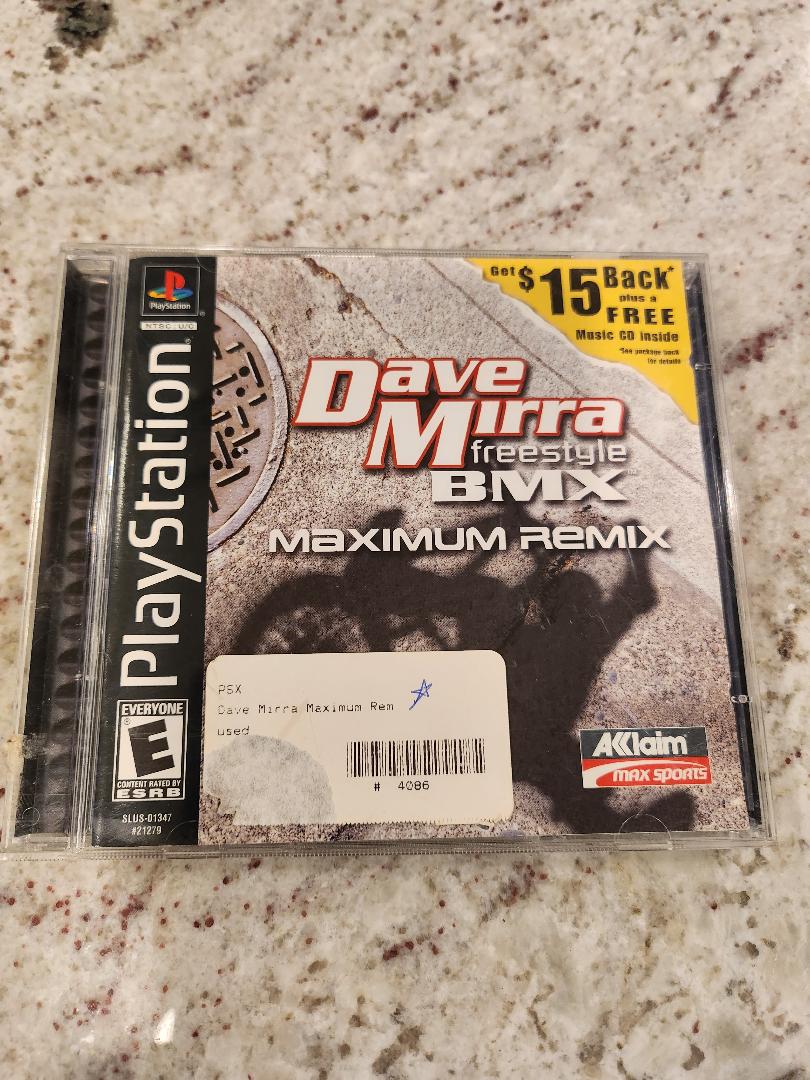 PlayStation
NTSC U/C
PlayStation
EVERYONE
E
CONTENT RATED BY
ESRB
SLUS-01347
#21279
Get $15 Back*
plus a
FREE
Music CD inside
*See package back
for details
Dave
Mirra
freestyle
BMX
MAXIMUM REMIX
PSX
Dave Mirra Maximum Rem
used
# 4086
AKklaim
MAX SPORTS